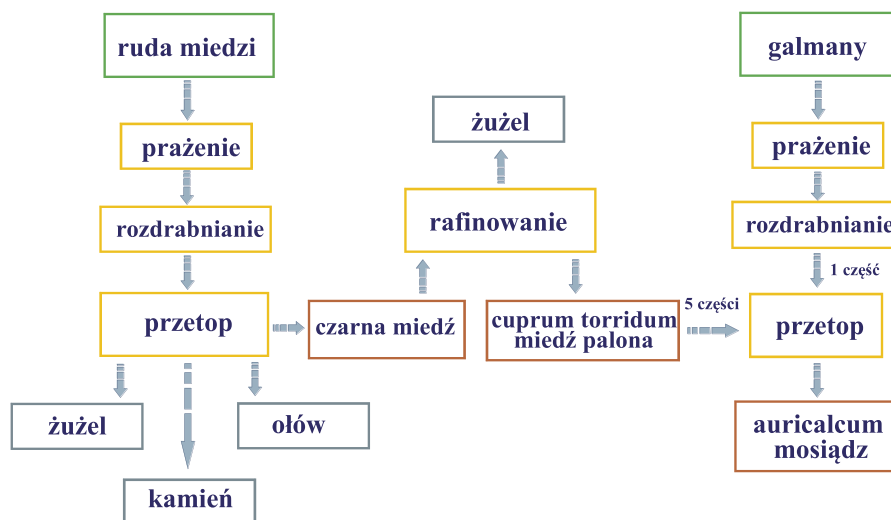 ruda miedzi
prażenie
rozdrabnianie
przetop
żużel
kamień
ołów
czarna miedź
rafinowanie
żużel
cuprum torridum
miedź palona
5 części
galmany
prażenie
rozdrabnianie
1 część
przetop
auricalcum
mosiądz